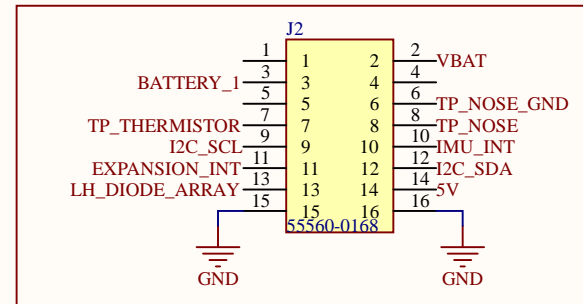 J2
1 1 2 2 VBAT
BATTERY_1 3 3 4 4
5 5 6 6 TP_NOSE_GND
TP_THERMISTOR 7 7 8 8 TP_NOSE
I2C_SCL 9 9 10 10 IMU_INT
EXPANSION_INT 11 11 12 12 I2C_SDA
LH_DIODE_ARRAY 13 13 14 14 5V
15 15 16 16
55560-0168
GND GND